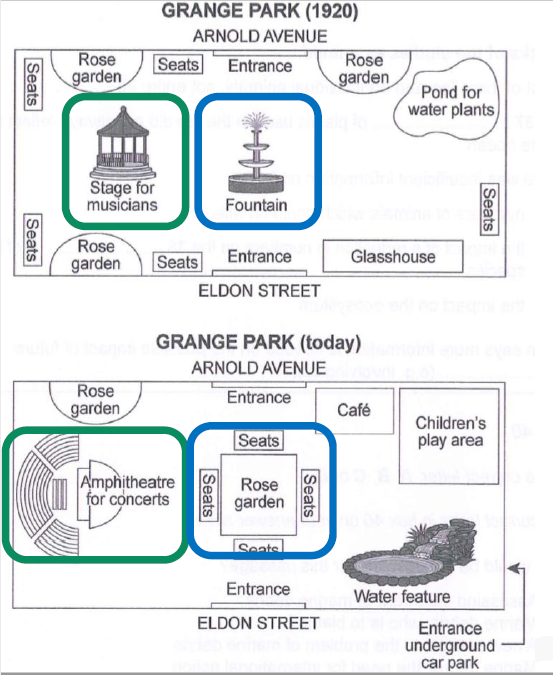 GRANGE PARK (1920)
ARNOLD AVENUE
Rose
garden
Seats
Entrance
Rose
garden
Seats
Pond for
water plants
Stage for
musicians
Fountain
Seats
Seats
Rose
garden
Seats
Entrance
Glasshouse
ELDON STREET
GRANGE PARK (today)
ARNOLD AVENUE
Rose
garden
Entrance
Café
Children's
play area
Seats
Amphitheatre
for concerts
Seats
Rose
garden
Seats
Seats
Entrance
Water feature
ELDON STREET
Entrance
underground
car park